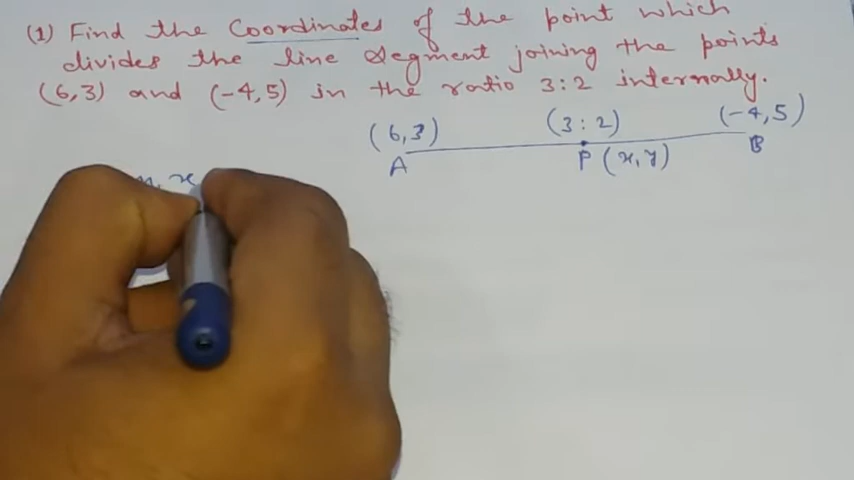 (1) Find the Coordinates of the point which
divides the line segment joining the points
(6,3) and (-4,5) in the ratio 3:2 internally.
(6,3) (3:2) (-4,5)
A P (x,y) B